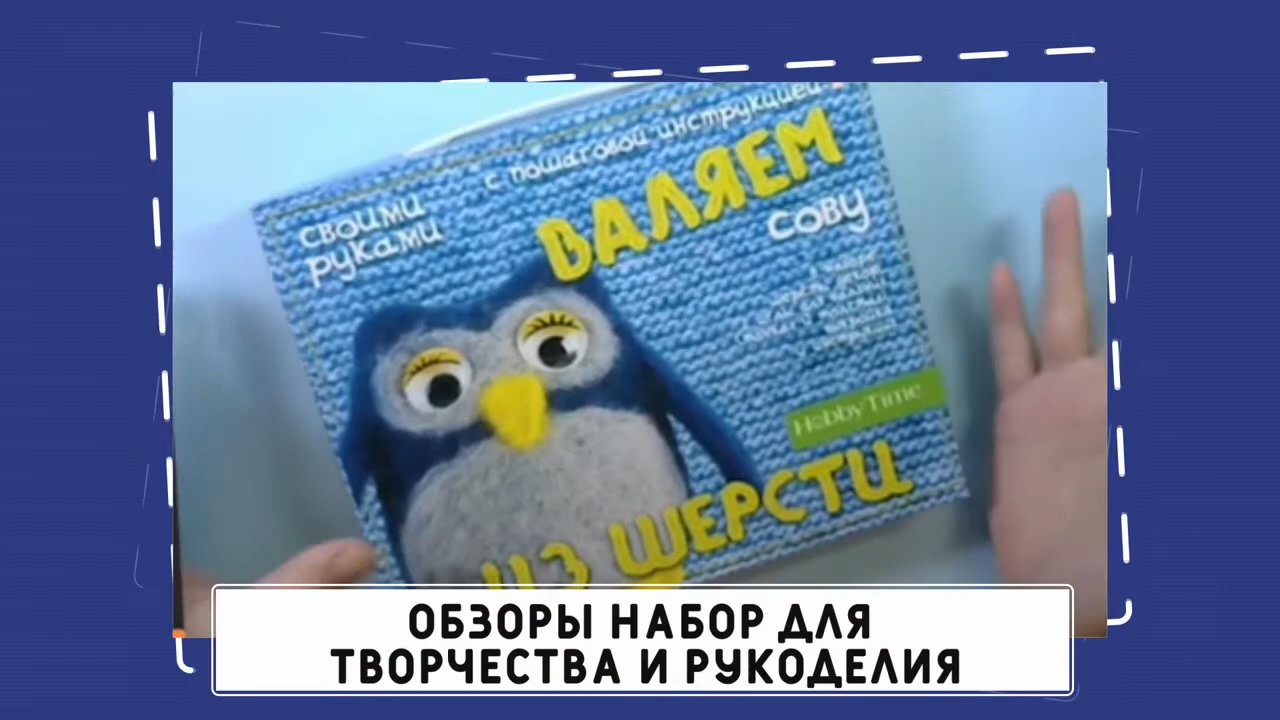 с пошаговой инструкцией
своими
руками
ВАЛЯЕМ
сову
HobbyTime
ИЗ ШЕРСТИ
ОБЗОРЫ НАБОР ДЛЯ
ТВОРЧЕСТВА И РУКОДЕЛИЯ